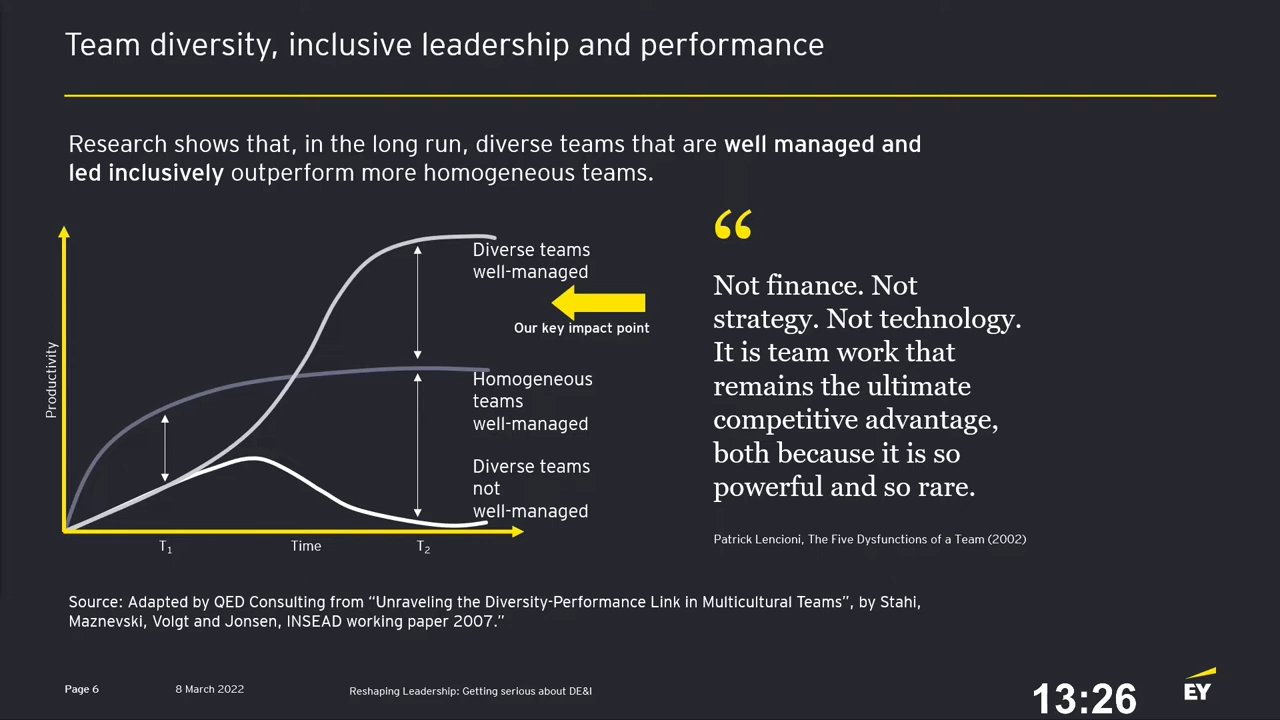 Team diversity, inclusive leadership and performance
Research shows that, in the long run, diverse teams that are well managed and
led inclusively outperform more homogeneous teams.
Productivity
Diverse teams
well-managed
Our key impact point
Homogeneous
teams
well-managed
Diverse teams
not
well-managed
T1
Time
T2
“
Not finance. Not
strategy. Not technology.
It is team work that
remains the ultimate
competitive advantage,
both because it is so
powerful and so rare.
Patrick Lencioni, The Five Dysfunctions of a Team (2002)
Source: Adapted by QED Consulting from “Unraveling the Diversity-Performance Link in Multicultural Teams”, by Stahi,
Maznevski, Volgt and Jonsen, INSEAD working paper 2007.”
Page 6
8 March 2022
Reshaping Leadership: Getting serious about DE&I
13:26
EY